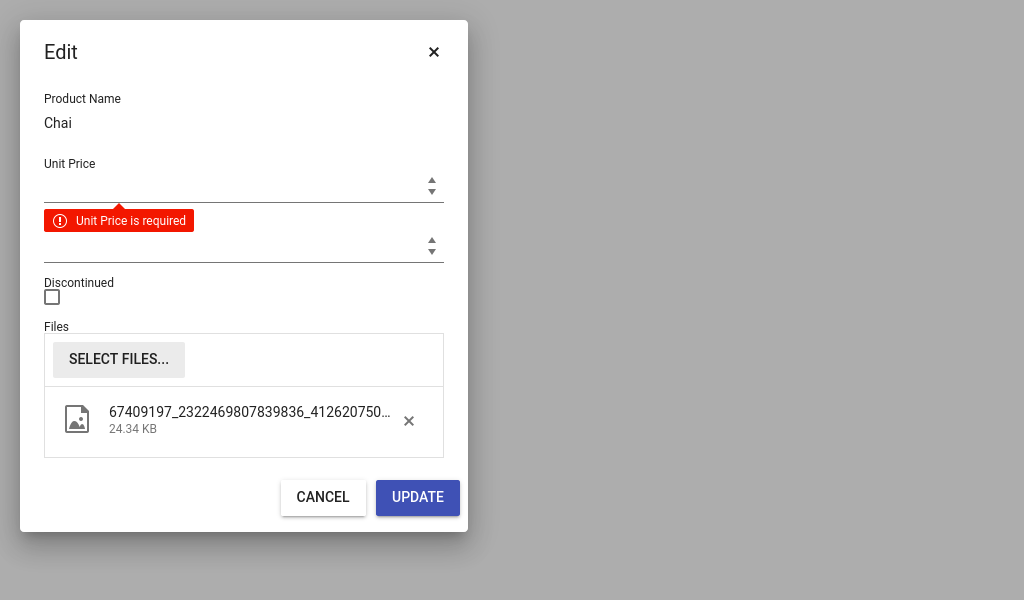 Edit
Product Name
Chai
Unit Price
Unit Price is required
Discontinued
Files
SELECT FILES...
67409197_2322469807839836_412620750...
24.34 KB
CANCEL UPDATE